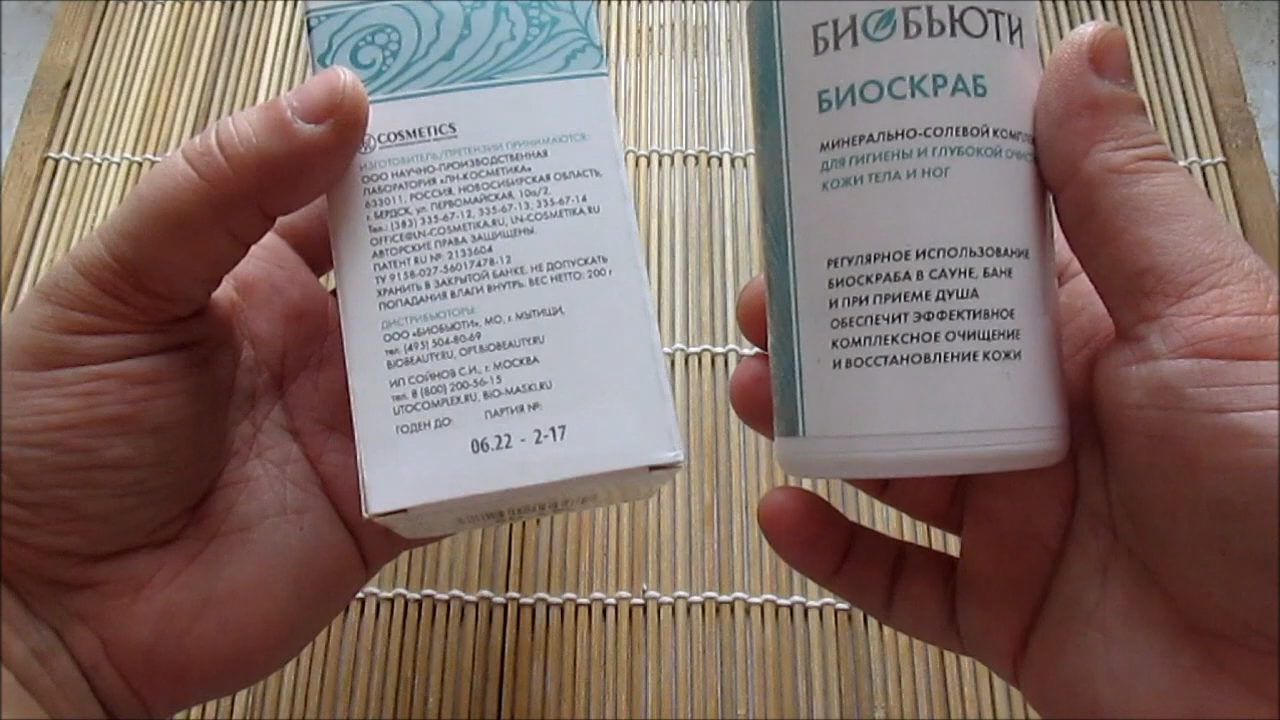 COSMETICS
ИЗГОТОВИТЕЛЬ/ПРЕТЕНЗИИ ПРИНИМАЮТСЯ:
ООО НАУЧНО-ПРОИЗВОДСТВЕННАЯ
ЛАБОРАТОРИЯ «ЛН-КОСМЕТИКА»
633011, РОССИЯ, НОВОСИБИРСКАЯ ОБЛАСТЬ,
г. БЕРДСК, ул. ПЕРВОМАЙСКАЯ, 10а/2.
Тел.: (383) 335-67-12, 335-67-13, 335-67-14
OFFICE@LN-COSMETIKA.RU, LN-COSMETIKA.RU
АВТОРСКИЕ ПРАВА ЗАЩИЩЕНЫ.
ПАТЕНТ RU №: 2133604
ТУ 9158-027-56017478-12
ХРАНИТЬ В ЗАКРЫТОЙ БАНКЕ. НЕ ДОПУСКАТЬ
ПОПАДАНИЯ ВЛАГИ ВНУТРЬ. ВЕС НЕТТО: 200 г
ДИСТРИБЬЮТОРЫ:
ООО «БИОБЬЮТИ», МО, г. МЫТИЩИ,
тел. (495) 504-80-69
BIOBEAUTY.RU, OPT.BIOBEAUTY.RU
ИП СОЙНОВ С.И., г. МОСКВА
тел. 8 (800) 200-56-15
LITOCOMPLEX.RU, BIO-MASKI.RU
ГОДЕН ДО: ПАРТИЯ №:
06.22 - 2-17
БИОБЬЮТИ
БИОСКРАБ
МИНЕРАЛЬНО-СОЛЕВОЙ КОМПЛЕ
ДЛЯ ГИГИЕНЫ И ГЛУБОКОЙ ОЧИС
КОЖИ ТЕЛА И НОГ
РЕГУЛЯРНОЕ ИСПОЛЬЗОВАНИЕ
БИОСКРАБА В САУНЕ, БАНЕ
И ПРИ ПРИЕМЕ ДУША
ОБЕСПЕЧИТ ЭФФЕКТИВНОЕ
КОМПЛЕКСНОЕ ОЧИЩЕНИЕ
И ВОССТАНОВЛЕНИЕ КОЖИ